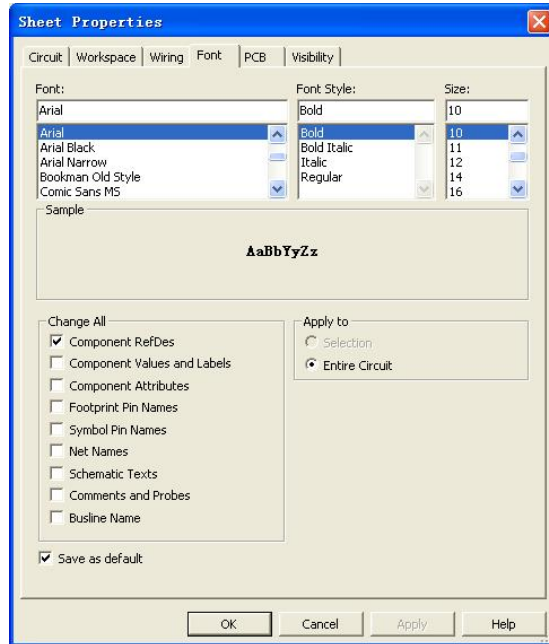 Sheet Properties
Circuit Workspace Wiring Font PCB Visibility
Font: Font Style: Size:
Arial Bold 10
Arial Bold 10
Arial Black Bold Italic 11
Arial Narrow Italic 12
Bookman Old Style Regular 14
Comic Sans MS 16
Sample
AaBbYyZz
Change All Apply to
Component RefDes Selection
Component Values and Labels Entire Circuit
Component Attributes
Footprint Pin Names
Symbol Pin Names
Net Names
Schematic Texts
Comments and Probes
Busline Name
Save as default
OK Cancel Apply Help